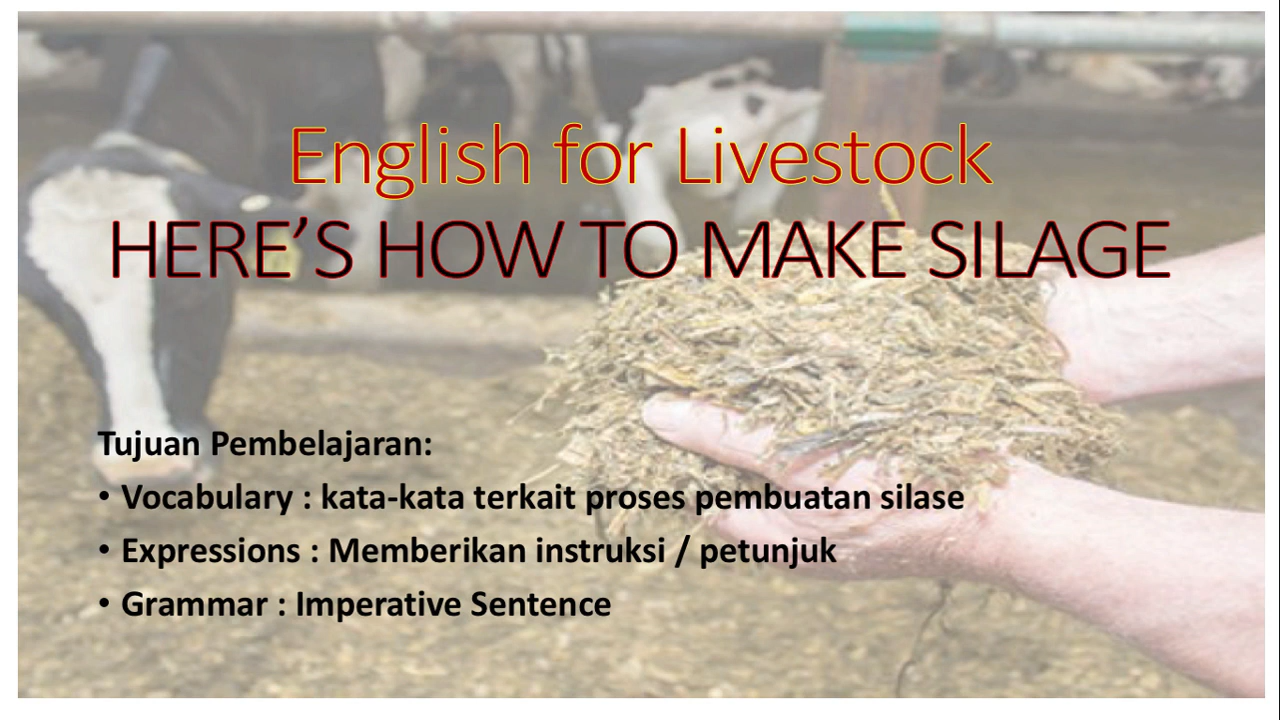 English for Livestock
HERE’S HOW TO MAKE SILAGE
Tujuan Pembelajaran:
• Vocabulary : kata-kata terkait proses pembuatan silase
• Expressions : Memberikan instruksi / petunjuk
• Grammar : Imperative Sentence